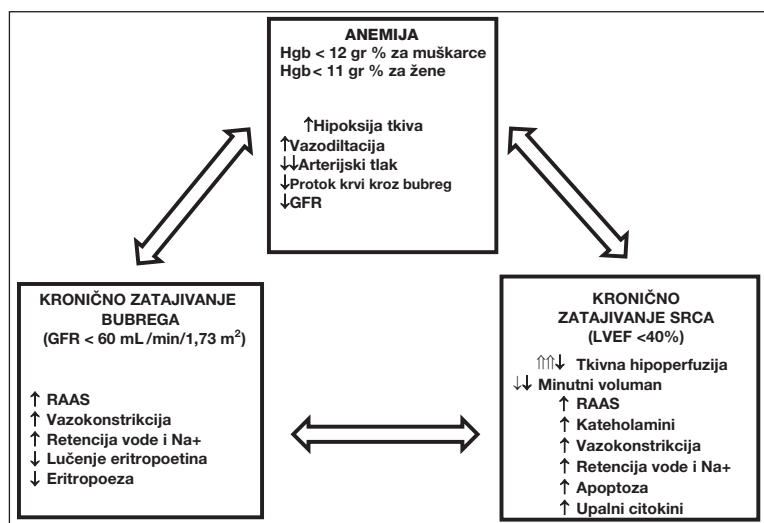 ANEMIJA
Hgb < 12 gr % za muškarce
Hgb < 11 gr % za žene
↑Hipoksija tkiva
↑Vazodiltacija
↓↓Arterijski tlak
↓Protok krvi kroz bubreg
↓GFR
KRONIČNO ZATAJIVANJE
BUBREGA
(GFR < 60 mL /min/1,73 m²)
↑ RAAS
↑ Vazokonstrikcija
↑ Retencija vode i Na+
↓ Lučenje eritropoetina
↓ Eritropoeza
KRONIČNO
ZATAJIVANJE SRCA
(LVEF <40%)
⇑⇑↓ Tkivna hipoperfuzija
↓↓ Minutni voluman
↑ RAAS
↑ Kateholamini
↑ Vazokonstrikcija
↑ Retencija vode i Na+
↑ Apoptoza
↑ Upalni citokini